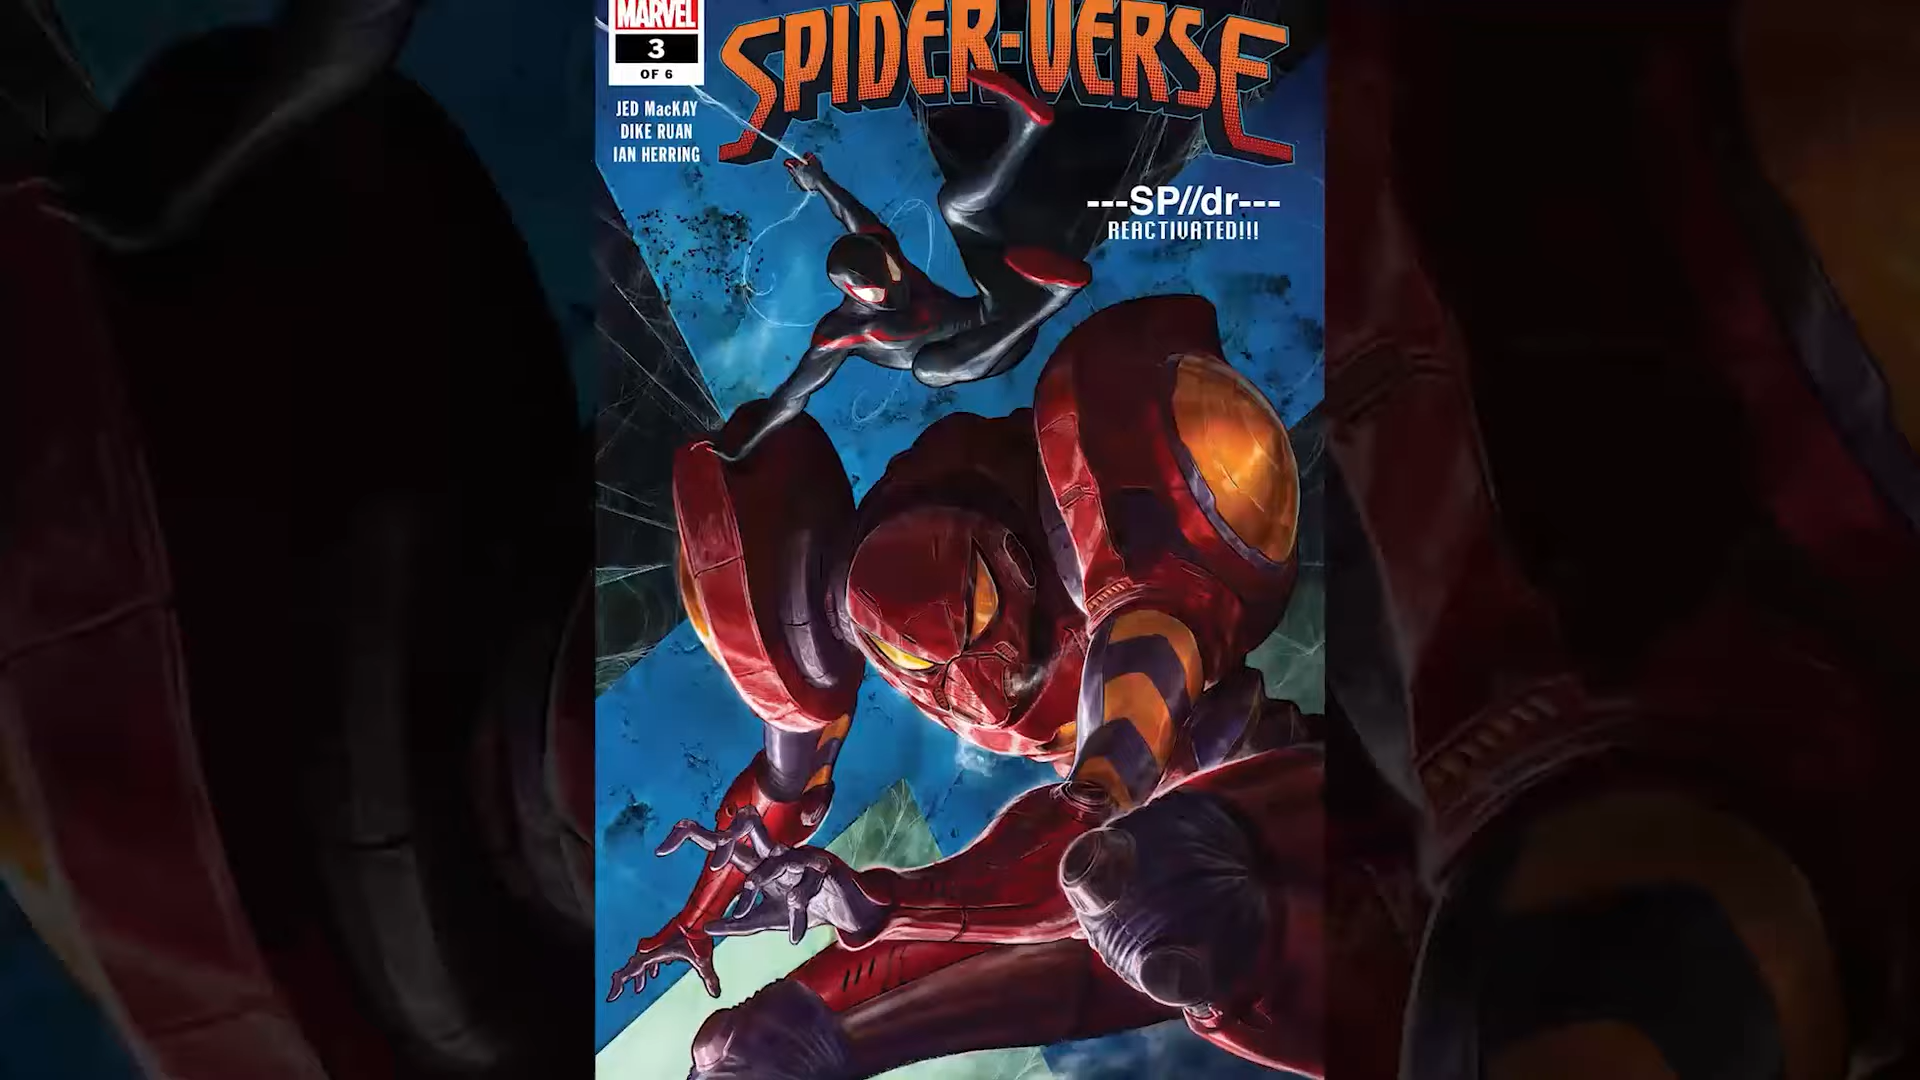 MARVEL
3
OF 6
JED MacKAY
DIKE RUAN
IAN HERRING
SPIDER-VERSE
---SP//dr---
REACTIVATED!!!